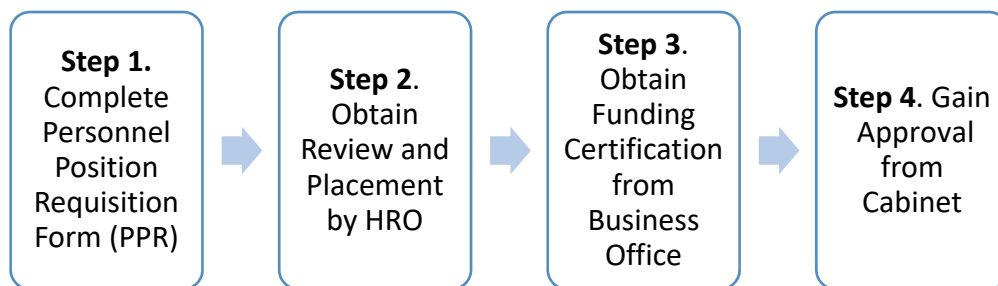 Step 1.
Complete
Personnel
Position
Requisition
Form (PPR)
Step 2.
Obtain
Review and
Placement
by HRO
Step 3.
Obtain
Funding
Certification
from
Business
Office
Step 4. Gain
Approval
from
Cabinet